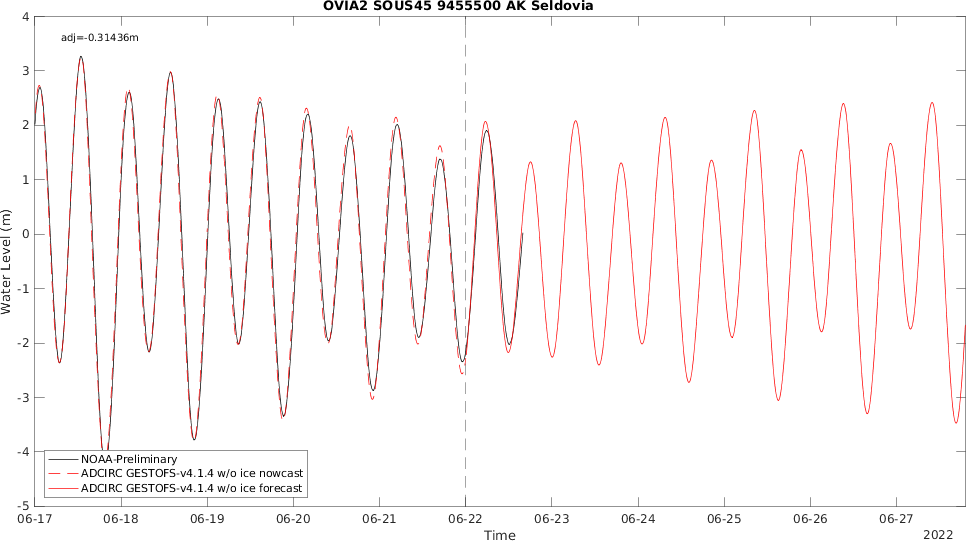 OVIA2 SOUS45 9455500 AK Seldovia
adj=-0.31436m
4
3
2
1
0
-1
-2
-3
-4
-5
Water Level (m)
NOAA-Preliminary
ADCIRC GESTOFS-v4.1.4 w/o ice nowcast
ADCIRC GESTOFS-v4.1.4 w/o ice forecast
06-17 06-18 06-19 06-20 06-21 06-22 06-23 06-24 06-25 06-26 06-27
Time
2022